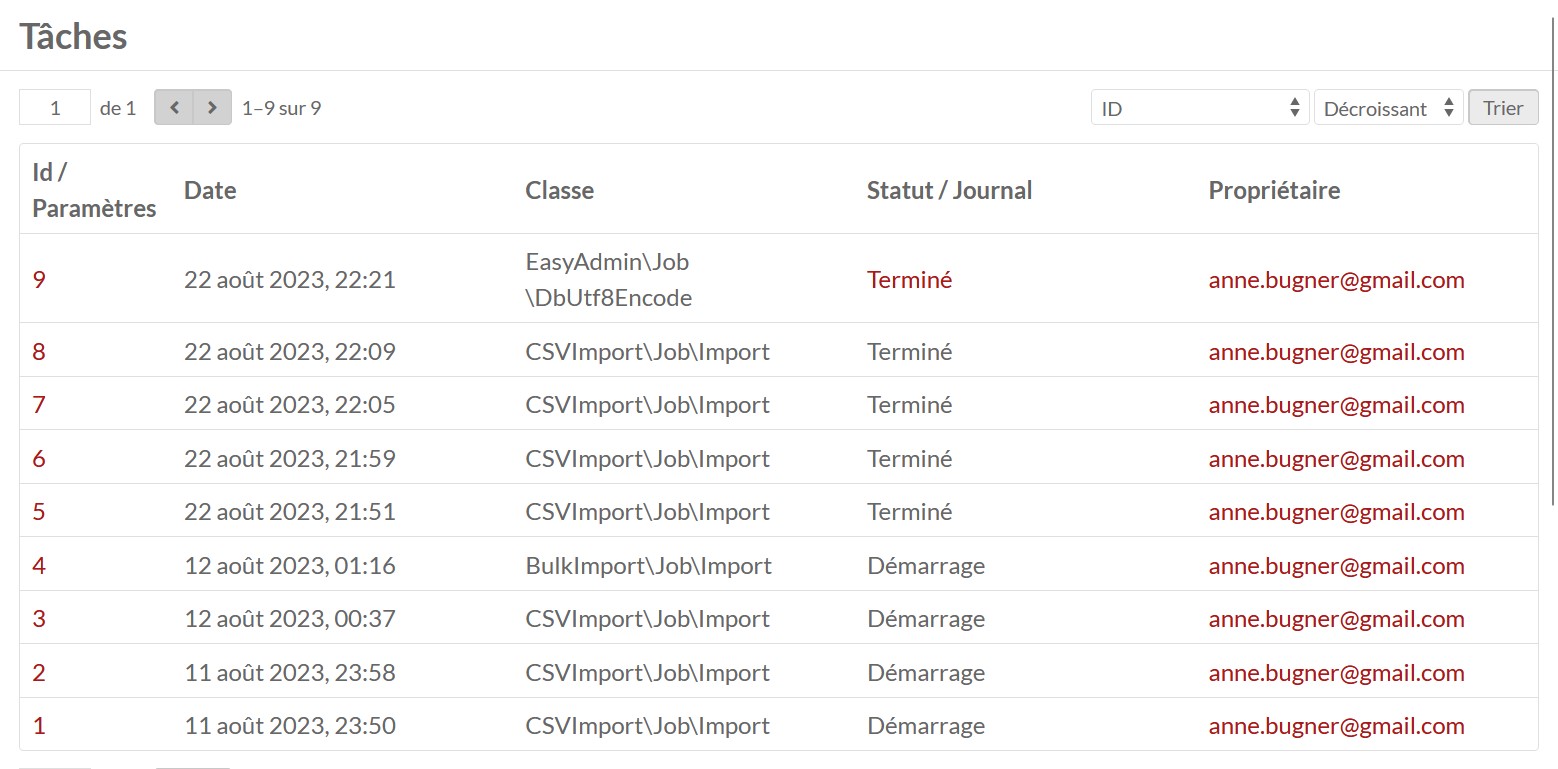 Tâches
1 de 1 1–9 sur 9 ID Décroissant Trier
Id /
Paramètres Date Classe Statut / Journal Propriétaire
9 22 août 2023, 22:21 EasyAdmin\Job
\DbUtf8Encode Terminé anne.bugner@gmail.com
8 22 août 2023, 22:09 CSVImport\Job\Import Terminé anne.bugner@gmail.com
7 22 août 2023, 22:05 CSVImport\Job\Import Terminé anne.bugner@gmail.com
6 22 août 2023, 21:59 CSVImport\Job\Import Terminé anne.bugner@gmail.com
5 22 août 2023, 21:51 CSVImport\Job\Import Terminé anne.bugner@gmail.com
4 12 août 2023, 01:16 BulkImport\Job\Import Démarrage anne.bugner@gmail.com
3 12 août 2023, 00:37 CSVImport\Job\Import Démarrage anne.bugner@gmail.com
2 11 août 2023, 23:58 CSVImport\Job\Import Démarrage anne.bugner@gmail.com
1 11 août 2023, 23:50 CSVImport\Job\Import Démarrage anne.bugner@gmail.com